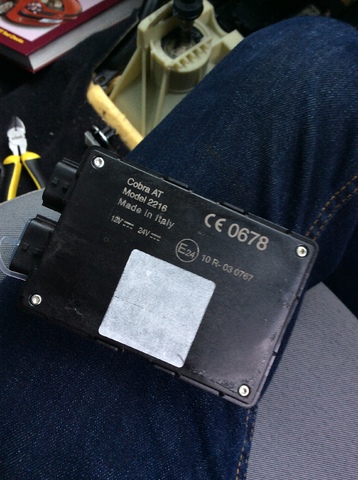 Cobra AT
Model 2216
Made in Italy
12V 24V
CE 0678
E24 10 R-03 0767